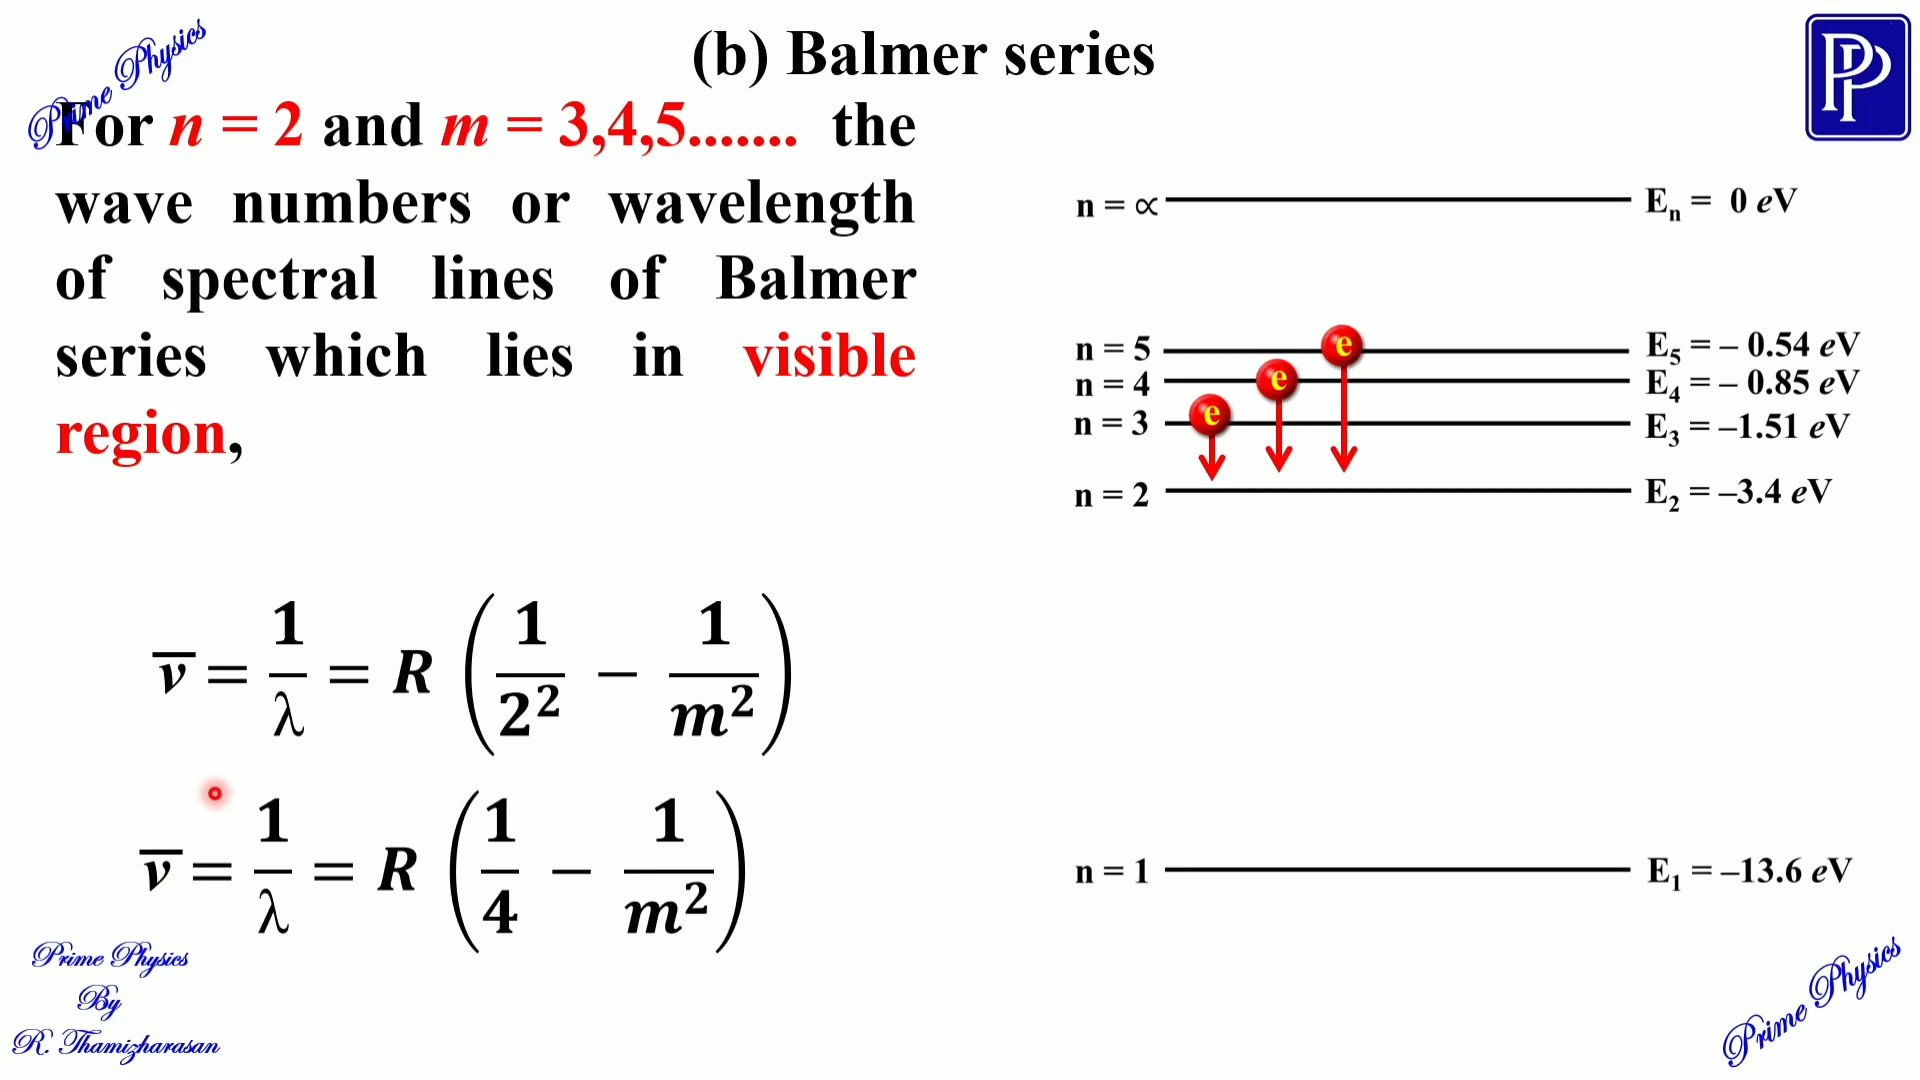 (b) Balmer series
Prime Physics
PP
For n = 2 and m = 3,4,5....... the
wave numbers or wavelength
of spectral lines of Balmer
series which lies in visible
region,
n = ∝ Eₙ = 0 eV
n = 5 E₅ = – 0.54 eV
n = 4 E₄ = – 0.85 eV
n = 3 E₃ = –1.51 eV
e e e
n = 2 E₂ = –3.4 eV
v̅ = 1/λ = R (1/2² − 1/m²)
v̅ = 1/λ = R (1/4 − 1/m²)
n = 1 E₁ = –13.6 eV
Prime Physics
By
R. Thamizharasan
Prime Physics